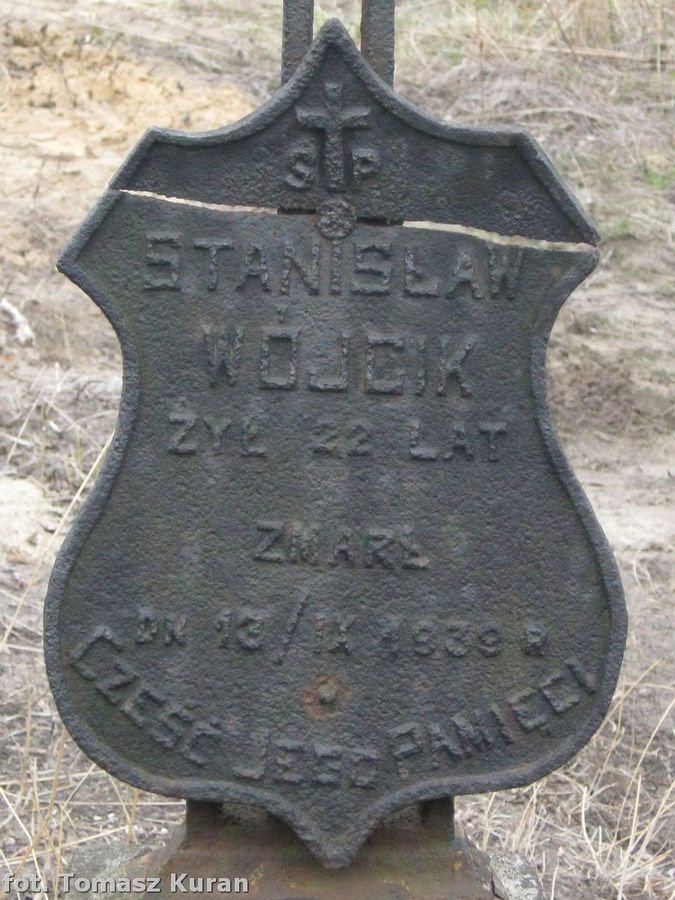 Ś P
STANISŁAW
WÓJCIK
ŻYŁ 22 LAT
ZMARŁ
DN 13/IX 1939 R
CZEŚĆ JEGO PAMIĘCI
fot. Tomasz Kuran